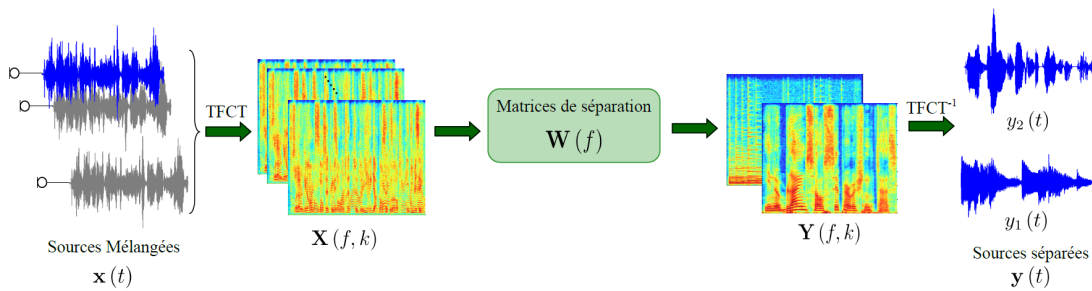 Sources Mélangées
x (t)
TFCT
X (f, k)
Matrices de séparation
W (f)
Y (f, k)
TFCT⁻¹
y₂ (t)
y₁ (t)
Sources séparées
y (t)